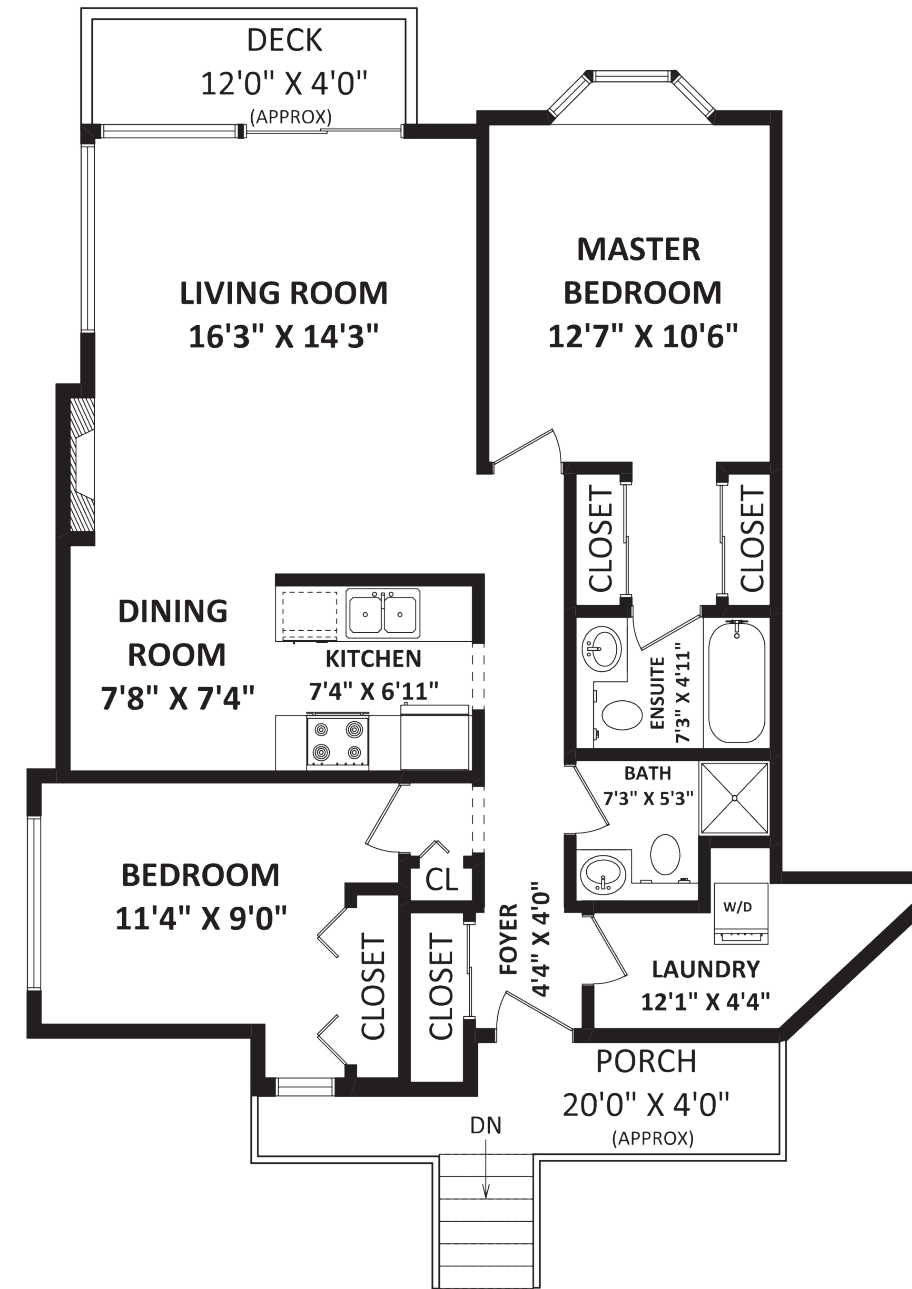 DECK
12'0" X 4'0"
(APPROX)
MASTER
BEDROOM
12'7" X 10'6"
LIVING ROOM
16'3" X 14'3"
CLOSET
CLOSET
DINING
ROOM
7'8" X 7'4"
KITCHEN
7'4" X 6'11"
ENSUITE
7'3" X 4'11"
BATH
7'3" X 5'3"
BEDROOM
11'4" X 9'0"
CL
W/D
FOYER
4'4" X 4'0"
CLOSET
CLOSET
LAUNDRY
12'1" X 4'4"
PORCH
20'0" X 4'0"
(APPROX)
DN